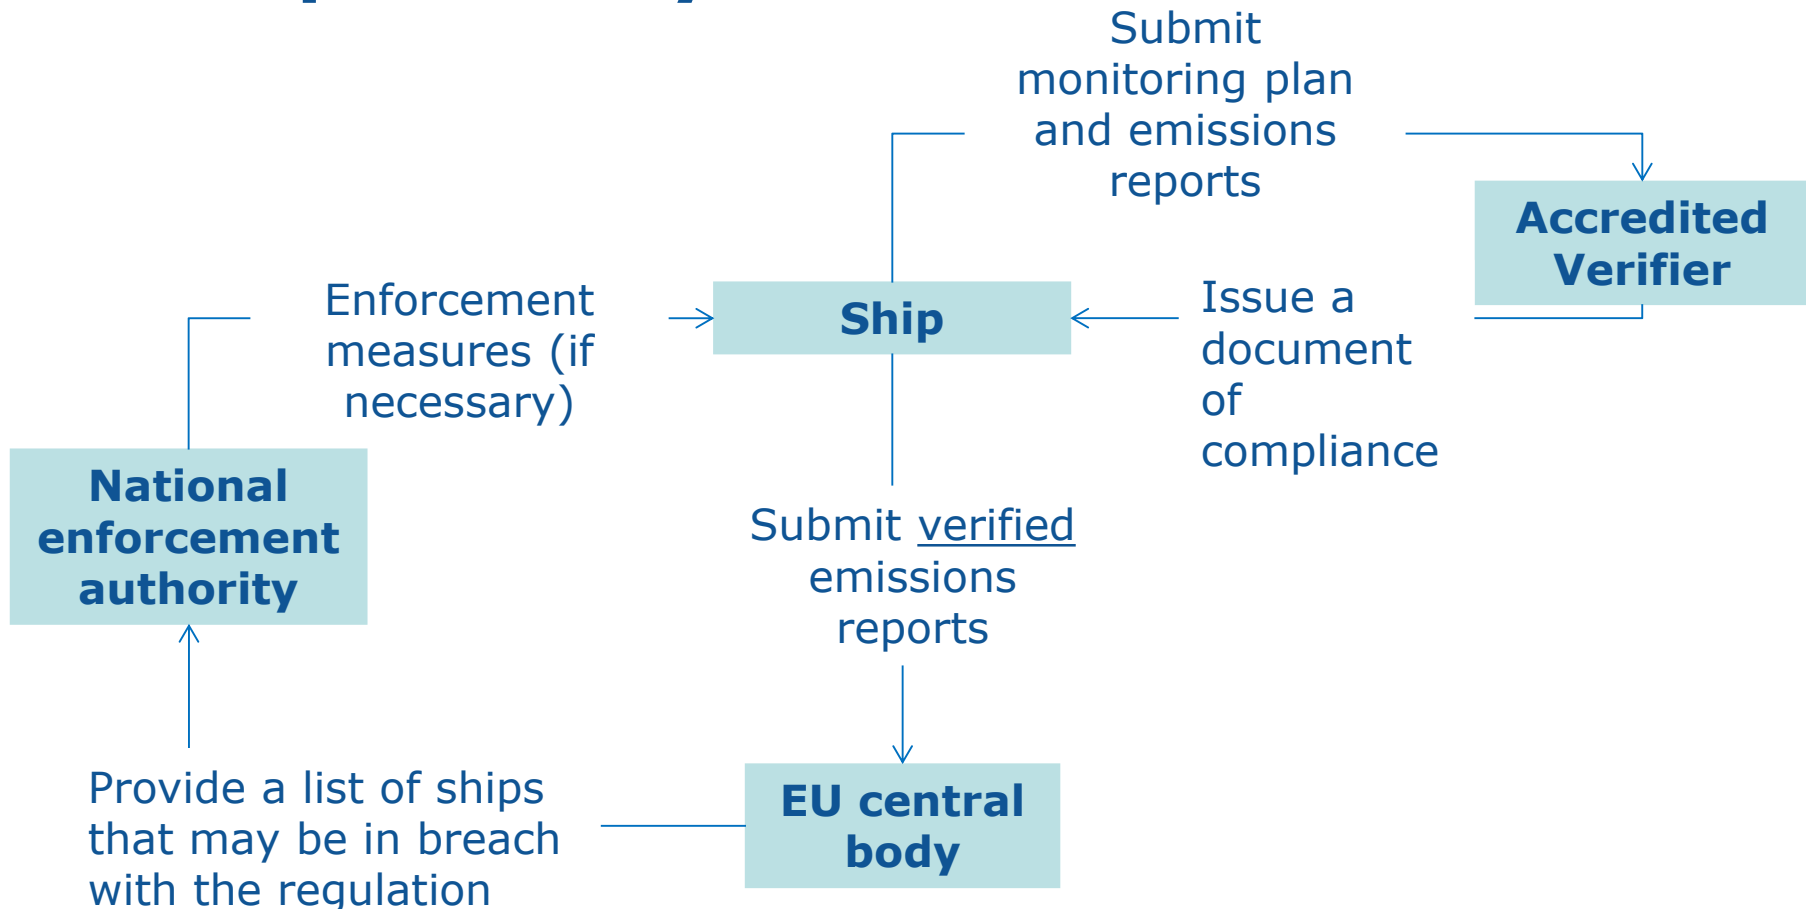 Submit
monitoring plan
and emissions
reports
Accredited
Verifier
Enforcement
measures (if
necessary)
Ship
Issue a
document
of
compliance
National
enforcement
authority
Submit verified
emissions
reports
Provide a list of ships
that may be in breach
with the regulation
EU central
body